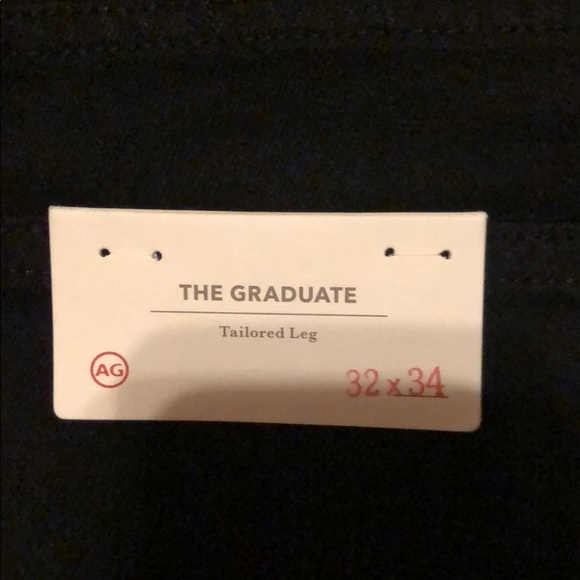 THE GRADUATE
Tailored Leg
AG
32 x 34